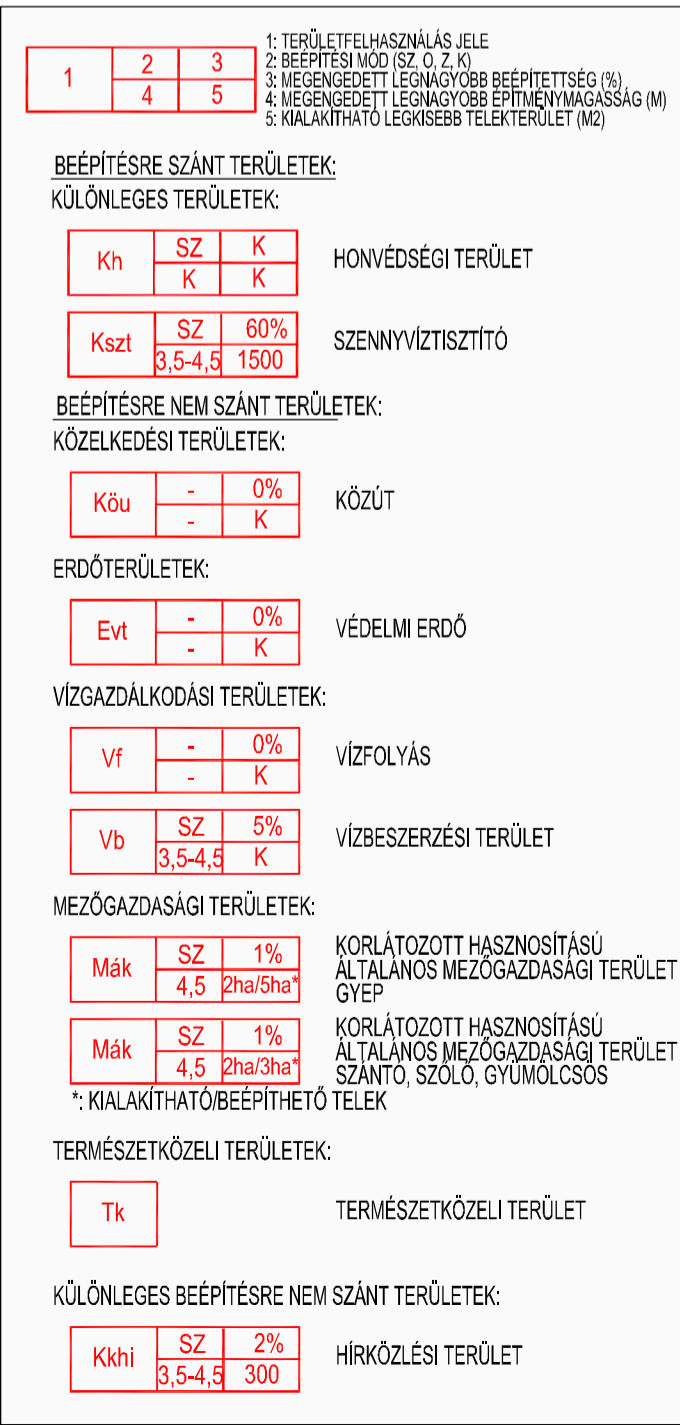 1 2 3
4 5
1: TERÜLETFELHASZNÁLÁS JELE
2: BEÉPÍTÉSI MÓD (SZ, O, Z, K)
3: MEGENGEDETT LEGNAGYOBB BEÉPÍTETTSÉG (%)
4: MEGENGEDETT LEGNAGYOBB ÉPÍTMÉNYMAGASSÁG (M)
5: KIALAKÍTHATÓ LEGKISEBB TELEKTERÜLET (M2)
BEÉPÍTÉSRE SZÁNT TERÜLETEK:
KÜLÖNLEGES TERÜLETEK:
Kh SZ K
K K
HONVÉDSÉGI TERÜLET
Kszt SZ 60%
3,5-4,5 1500
SZENNYVÍZTISZTÍTÓ
BEÉPÍTÉSRE NEM SZÁNT TERÜLETEK:
KÖZELKEDÉSI TERÜLETEK:
Köu - 0%
- K
KÖZÚT
ERDŐTERÜLETEK:
Evt - 0%
- K
VÉDELMI ERDŐ
VÍZGAZDÁLKODÁSI TERÜLETEK:
Vf - 0%
- K
VÍZFOLYÁS
Vb SZ 5%
3,5-4,5 K
VÍZBESZERZÉSI TERÜLET
MEZŐGAZDASÁGI TERÜLETEK:
Mák SZ 1%
4,5 2ha/5ha*
KORLÁTOZOTT HASZNOSÍTÁSÚ
ÁLTALÁNOS MEZŐGAZDASÁGI TERÜLET
GYEP
Mák SZ 1%
4,5 2ha/3ha*
KORLÁTOZOTT HASZNOSÍTÁSÚ
ÁLTALÁNOS MEZŐGAZDASÁGI TERÜLET
SZÁNTÓ, SZŐLŐ, GYÜMÖLCSÖS
*: KIALAKÍTHATÓ/BEÉPÍTHETŐ TELEK
TERMÉSZETKÖZELI TERÜLETEK:
Tk
TERMÉSZETKÖZELI TERÜLET
KÜLÖNLEGES BEÉPÍTÉSRE NEM SZÁNT TERÜLETEK:
Kkhi SZ 2%
3,5-4,5 300
HÍRKÖZLÉSI TERÜLET